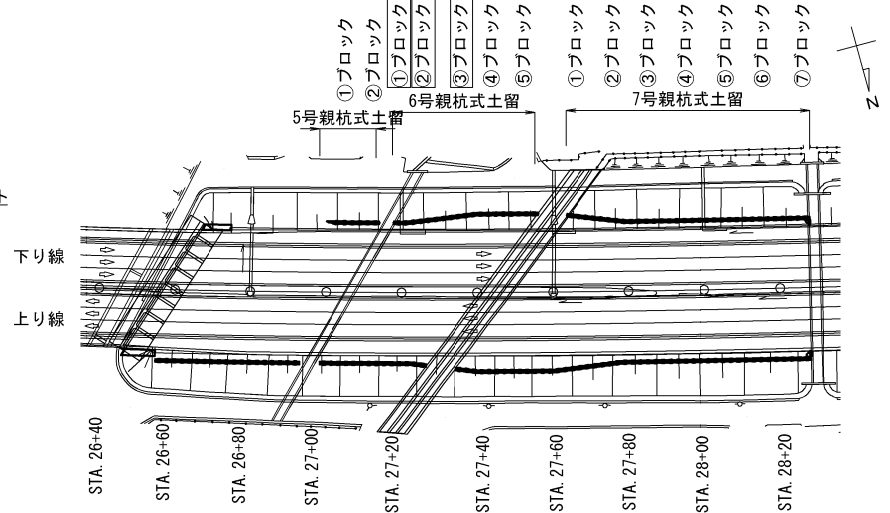 ①ブロック
②ブロック
①ブロック
②ブロック
③ブロック
④ブロック
⑤ブロック
①ブロック
②ブロック
③ブロック
④ブロック
⑤ブロック
⑥ブロック
⑦ブロック
5号親杭式土留
6号親杭式土留
7号親杭式土留
N
下り線
上り線
STA. 26+40
STA. 26+60
STA. 26+80
STA. 27+00
STA. 27+20
STA. 27+40
STA. 27+60
STA. 27+80
STA. 28+00
STA. 28+20